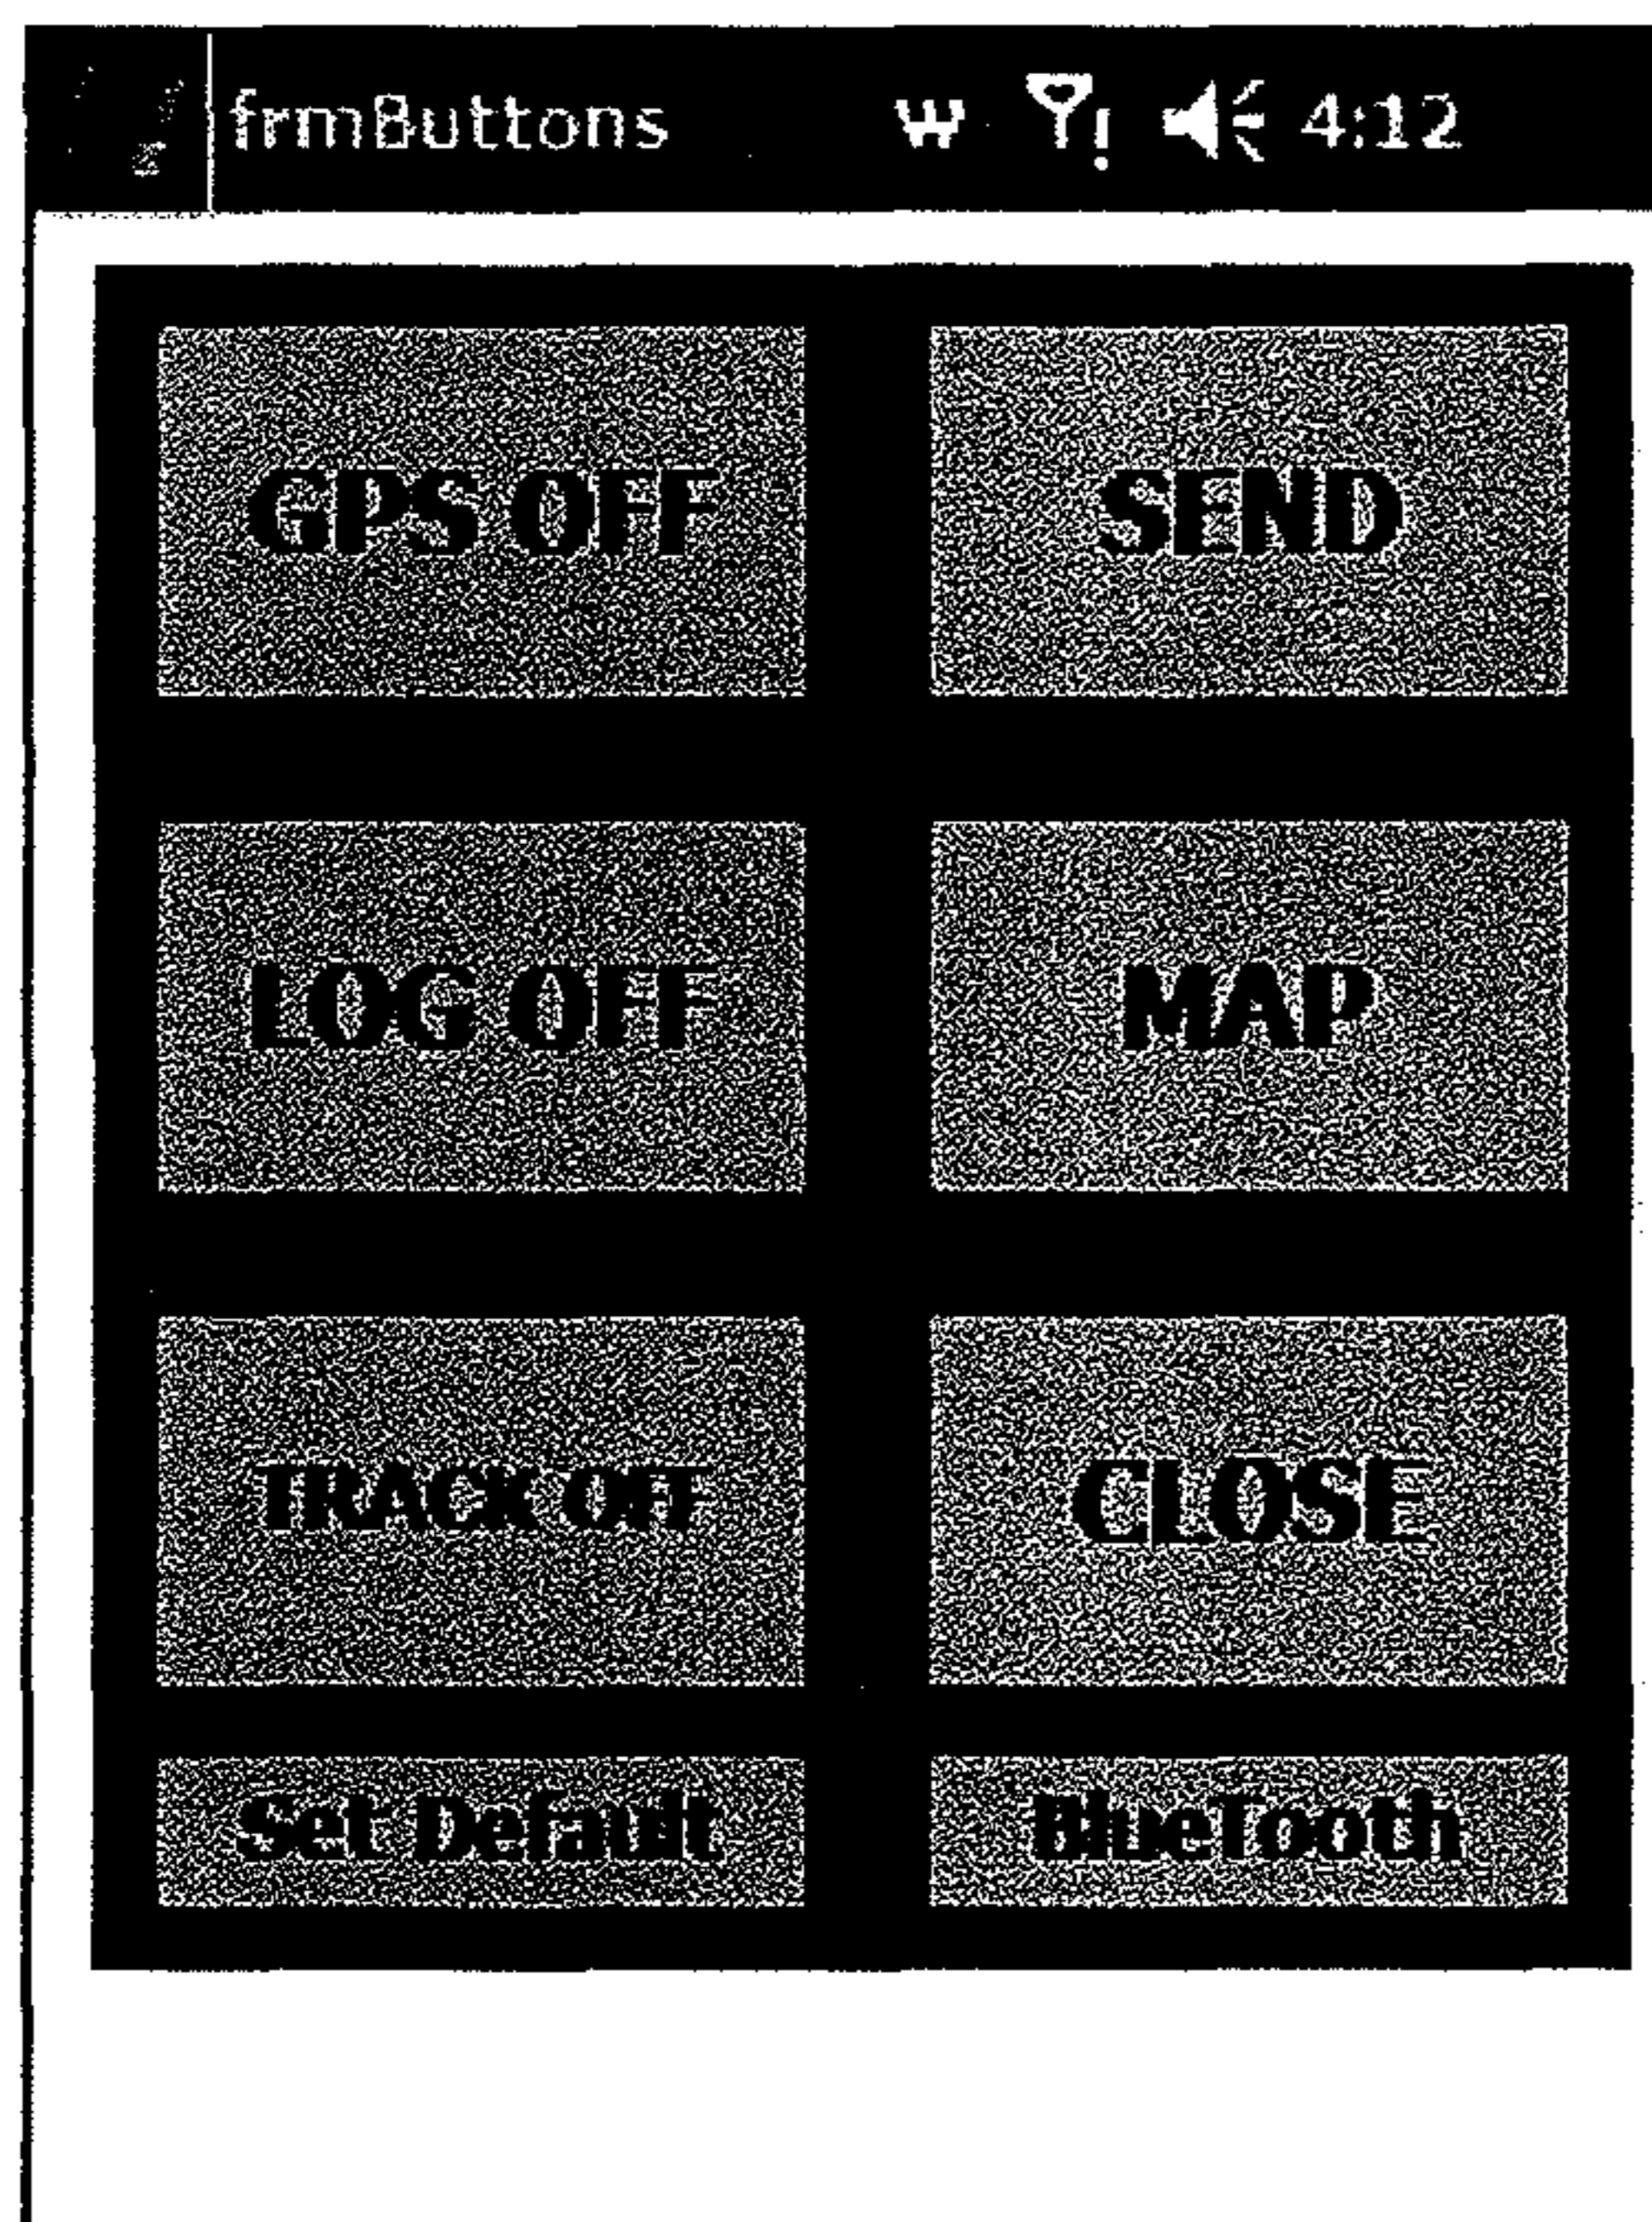 frmButtons 4:12
GPS OFF SEND
LOG OFF MAP
TRACK OFF CLOSE
Set Default BlueTooth